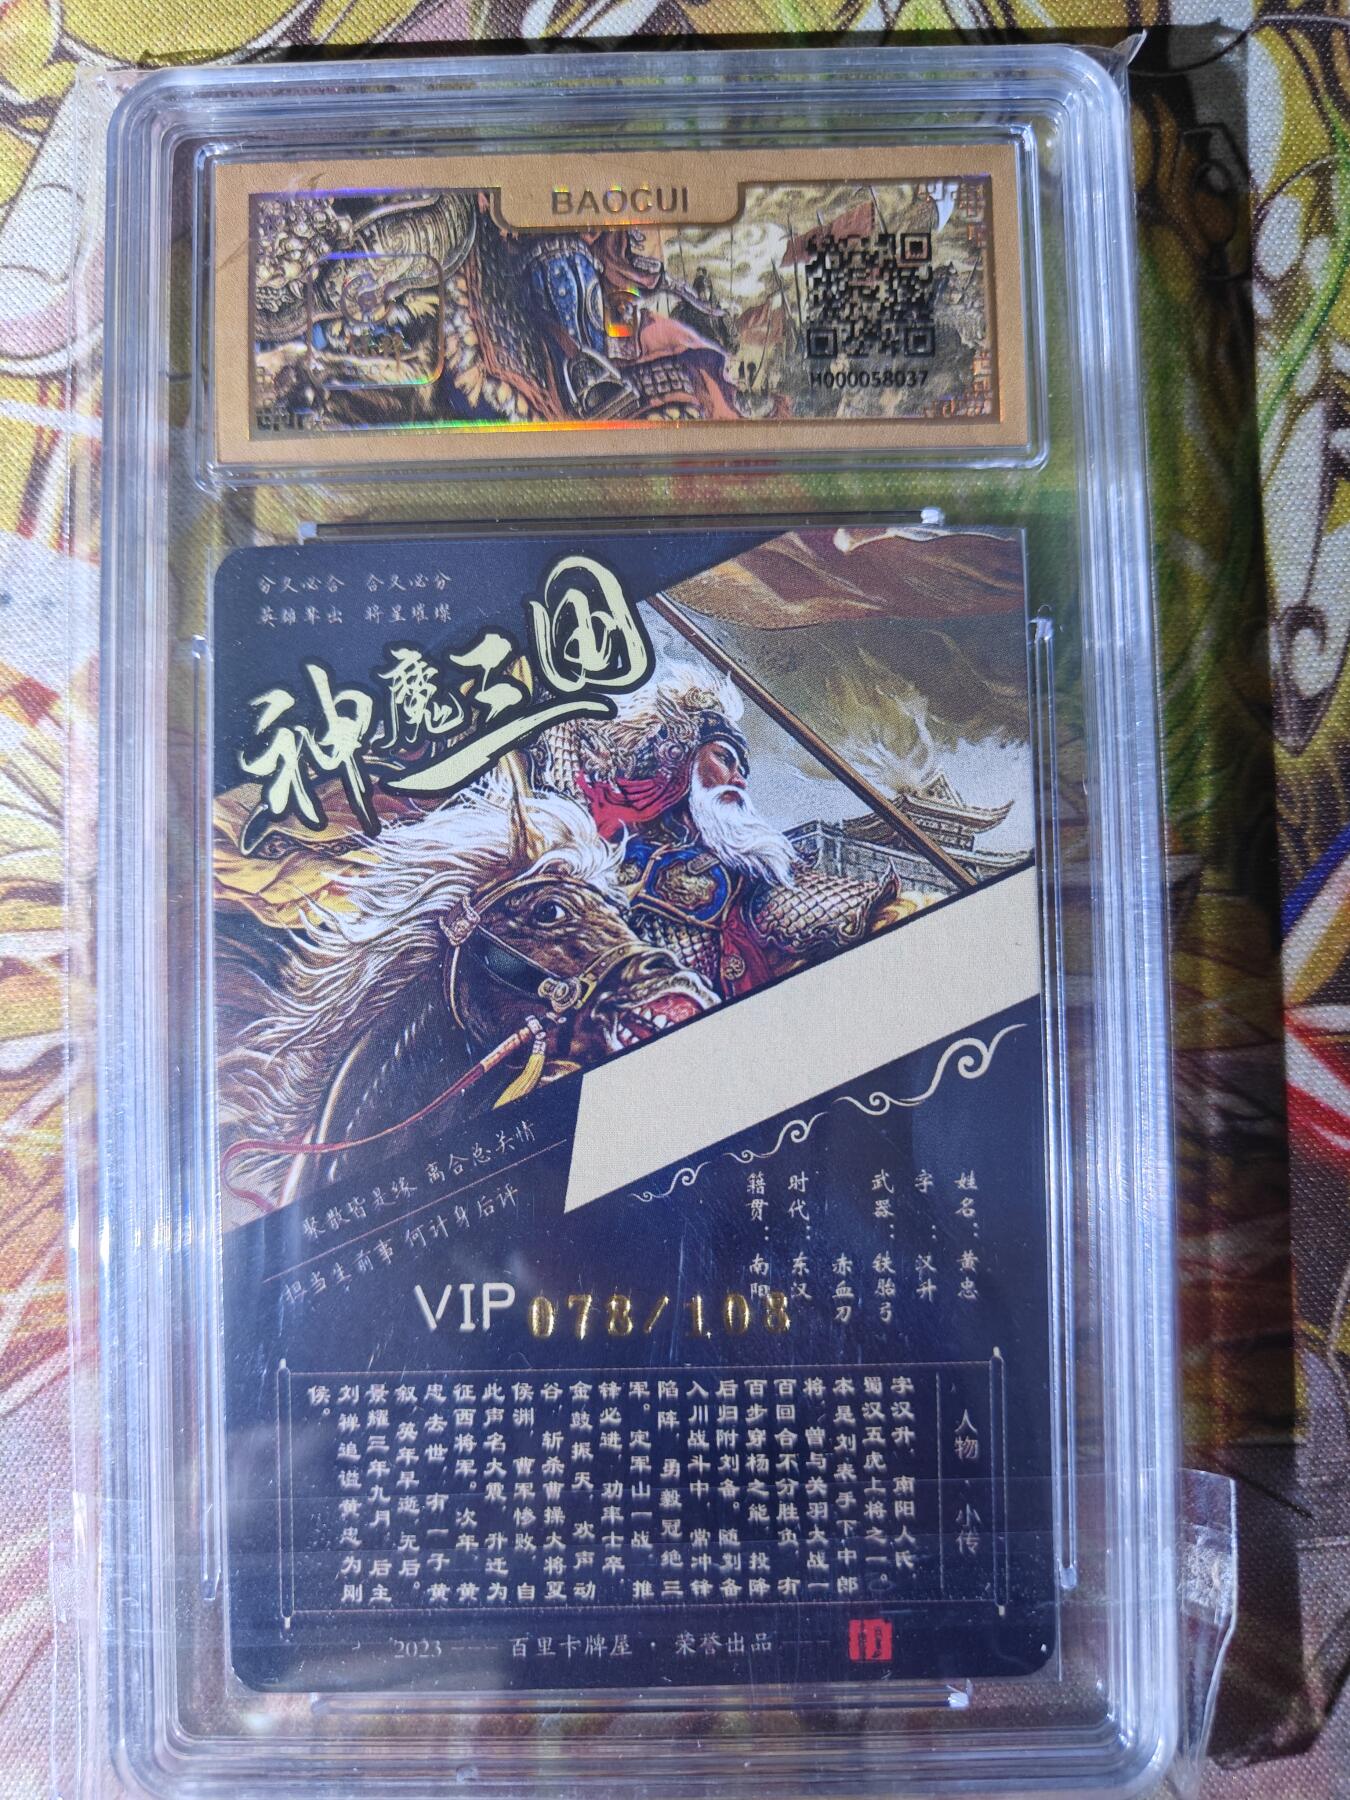 BAOCUI
H000058037
分久必合 合久必分
英雄辈出 将星璀璨
神魔三国
聚散皆是缘 离合总关情
担当生前事 何计身后评
姓名：黄忠
字：汉升
武器：铁胎弓
赤血刀
时代：东汉
籍贯：南阳
VIP 078/108
人物·小传
字汉升，南阳人氏，
蜀汉五虎上将之一。
本是刘表手下中郎
将，曾与关羽大战一
百回合不分胜负，有
百步穿杨之能，投降
后归附刘备。随刘备
入川战斗中，常冲锋
陷阵，勇毅冠绝三
军。定军山一战，推
锋必进，劝率士卒，
金鼓振天，欢声动
谷，斩杀曹操大将夏
侯渊，曹军惨败，自
此声名大震，升迁为
征西将军。次年，黄
忠去世，有一子黄
叙，英年早逝，无后。
景耀三年九月，后主
刘禅追谥黄忠为刚
侯。
2023 --- 百里卡牌屋 · 荣誉出品 ---